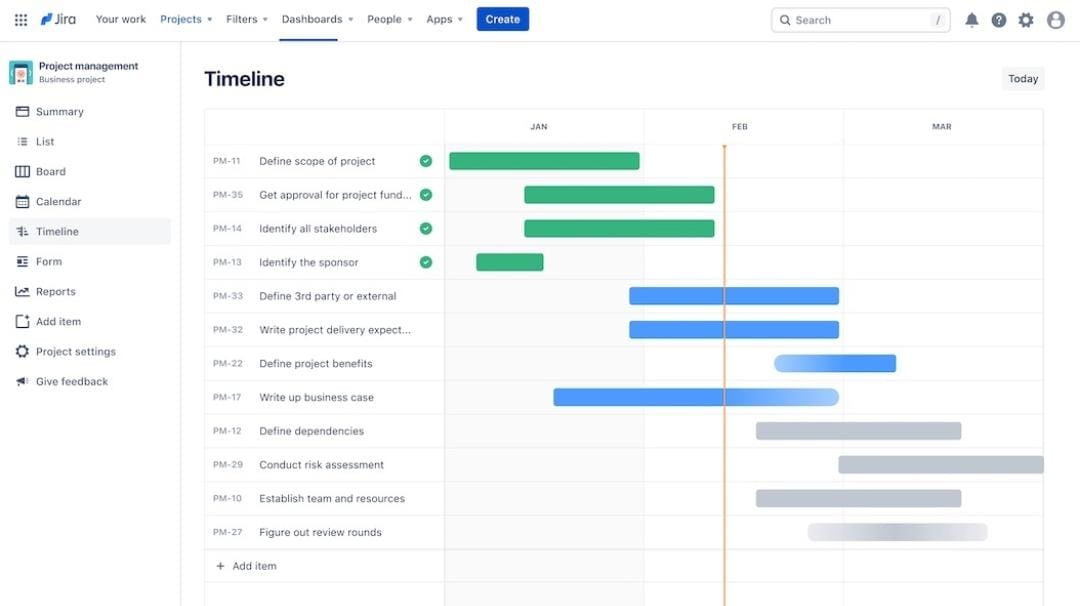 Jira Your work Projects Filters Dashboards People Apps Create Search /
Project management
Business project
Summary
List
Board
Calendar
Timeline
Form
Reports
Add item
Project settings
Give feedback
Timeline
Today
JAN FEB MAR
PM-11 Define scope of project
PM-35 Get approval for project fund...
PM-14 Identify all stakeholders
PM-13 Identify the sponsor
PM-33 Define 3rd party or external
PM-32 Write project delivery expect...
PM-22 Define project benefits
PM-17 Write up business case
PM-12 Define dependencies
PM-29 Conduct risk assessment
PM-10 Establish team and resources
PM-27 Figure out review rounds
+ Add item